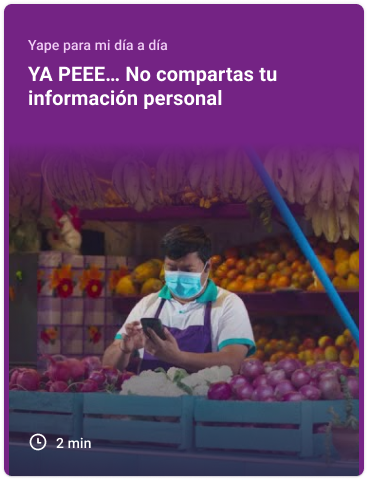 Yape para mi día a día
YA PEEE... No compartas tu
información personal
2 min